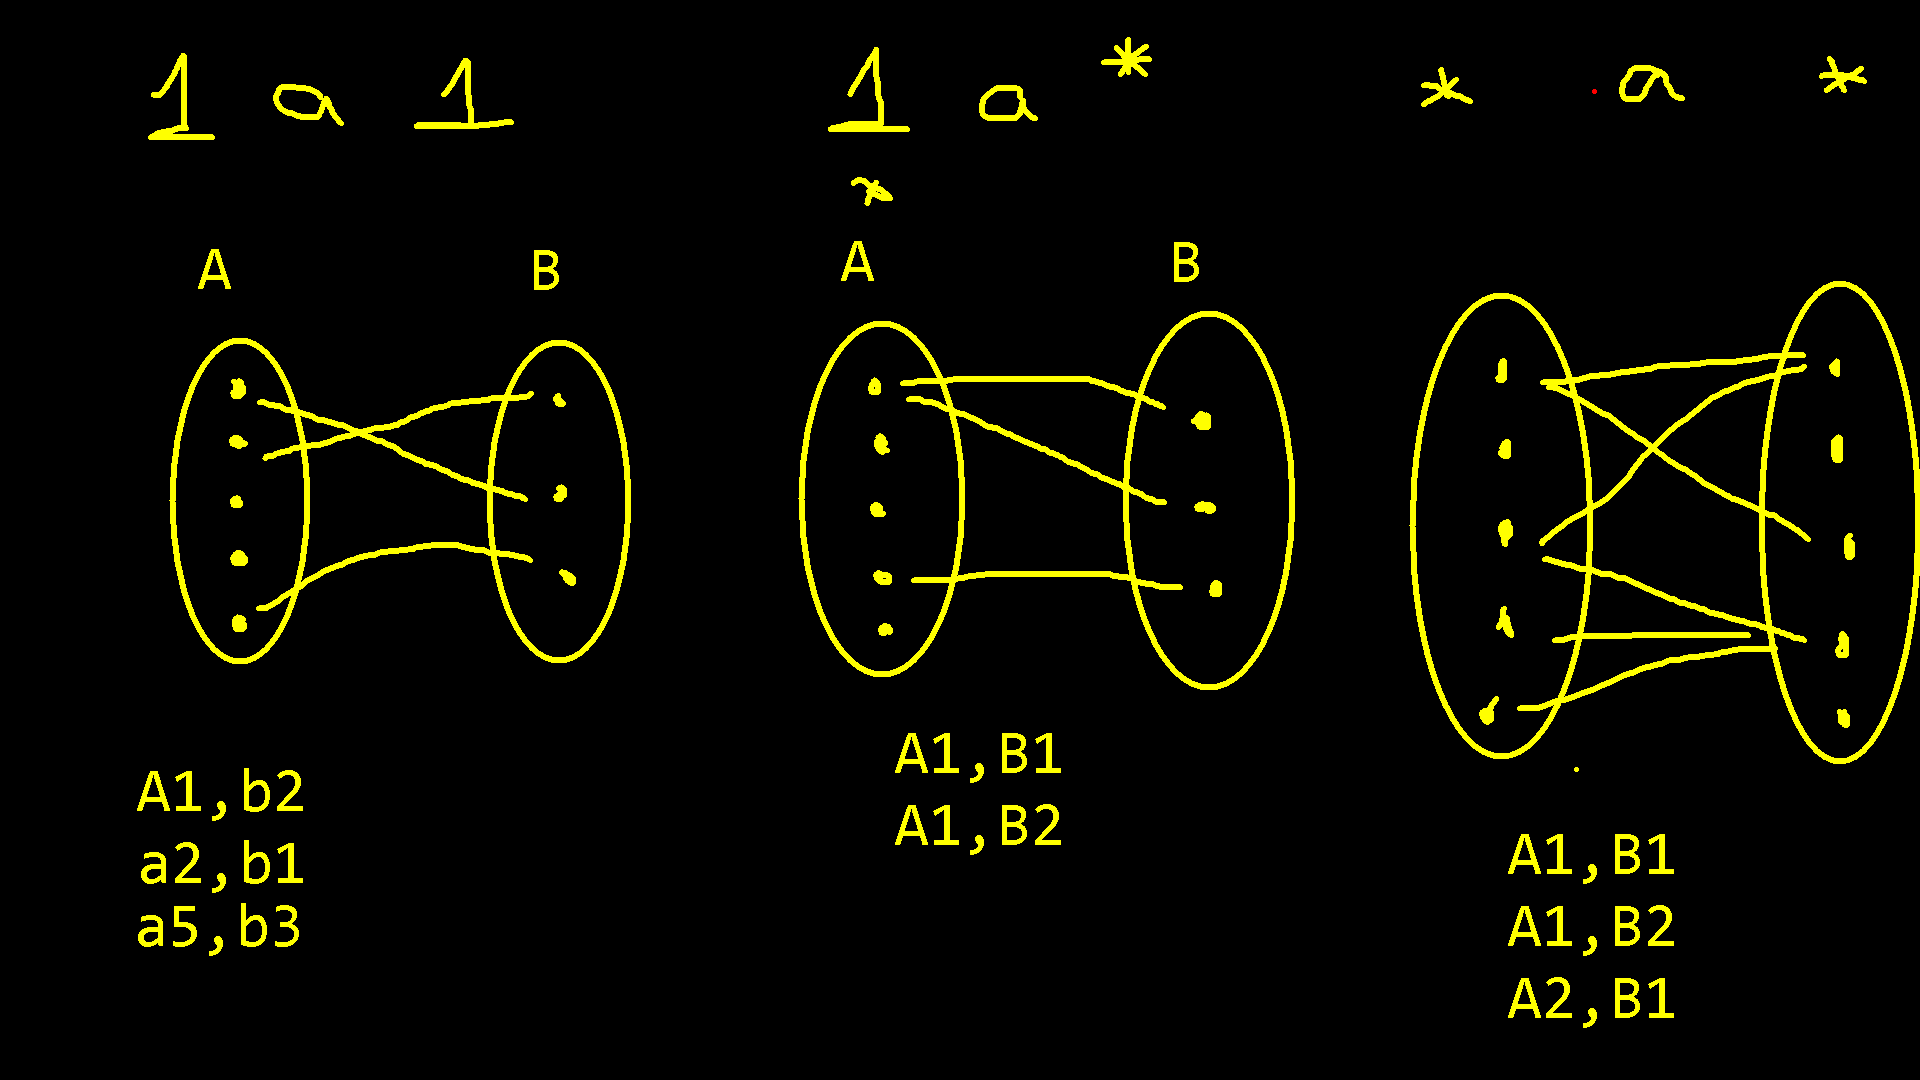 1 a 1
1 a *
* a *
*
A B
A B
A1,b2
a2,b1
a5,b3
A1,B1
A1,B2
A1,B1
A1,B2
A2,B1